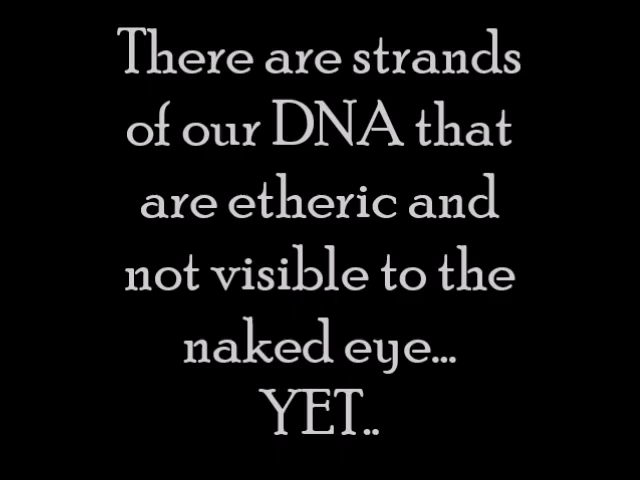 There are strands
of our DNA that
are etheric and
not visible to the
naked eye...
YET..